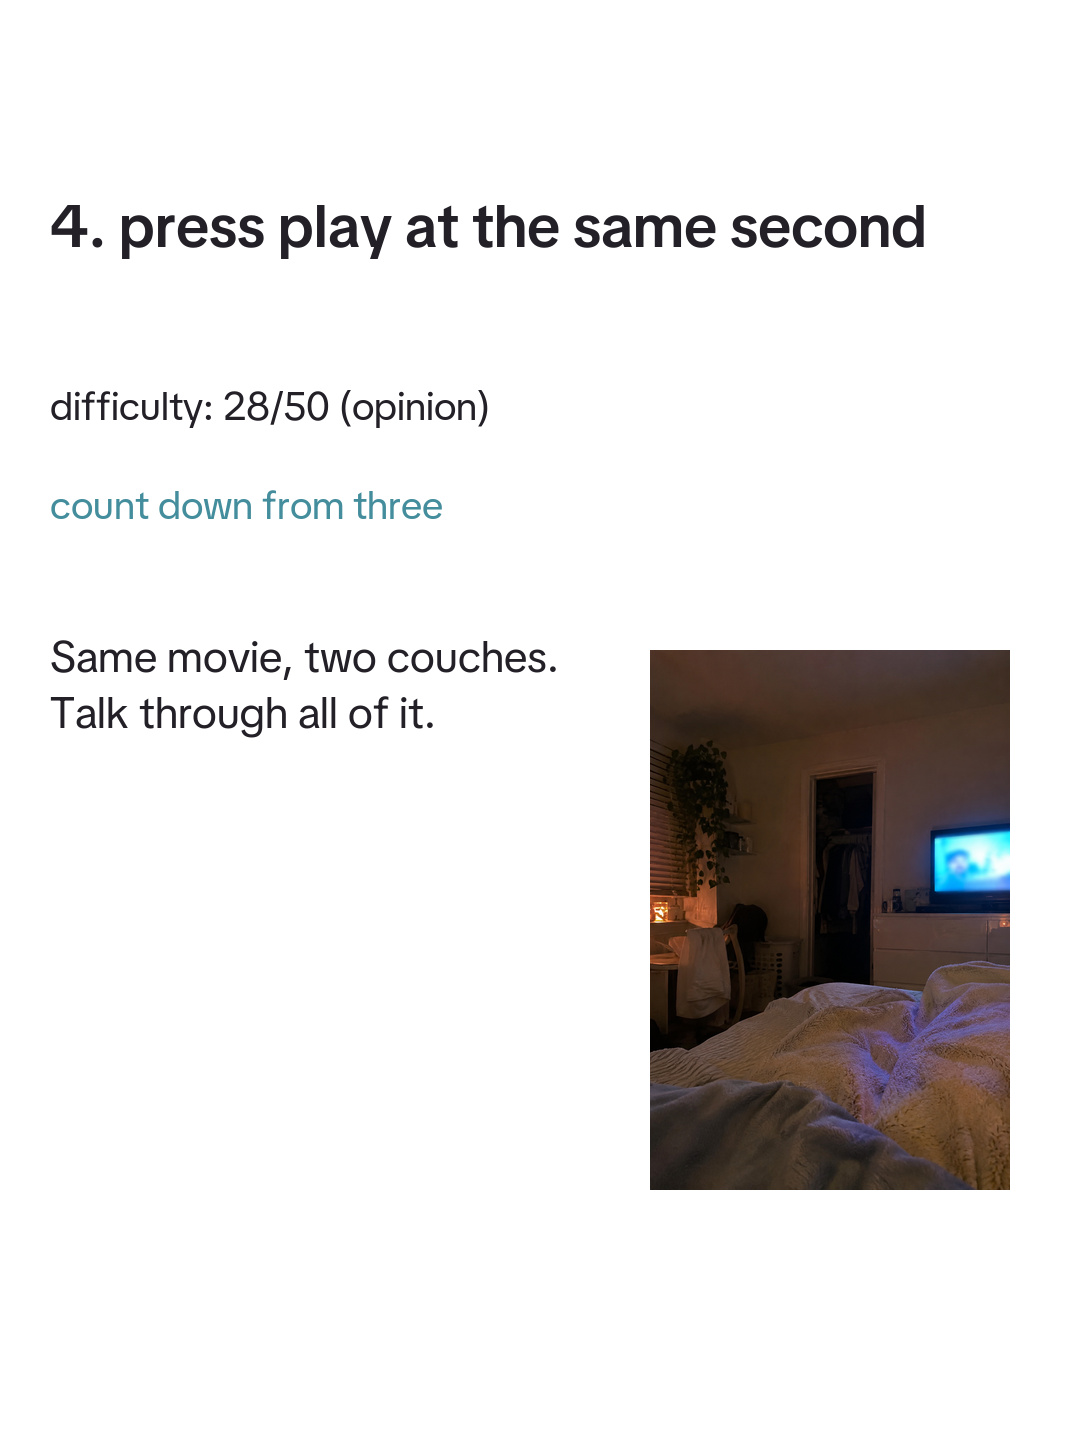 4. press play at the same second
difficulty: 28/50 (opinion)
count down from three
Same movie, two couches.
Talk through all of it.